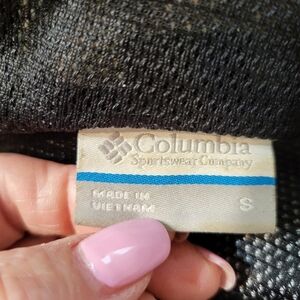 Columbia
Sportswear Company
MADE IN
VIETNAM
S